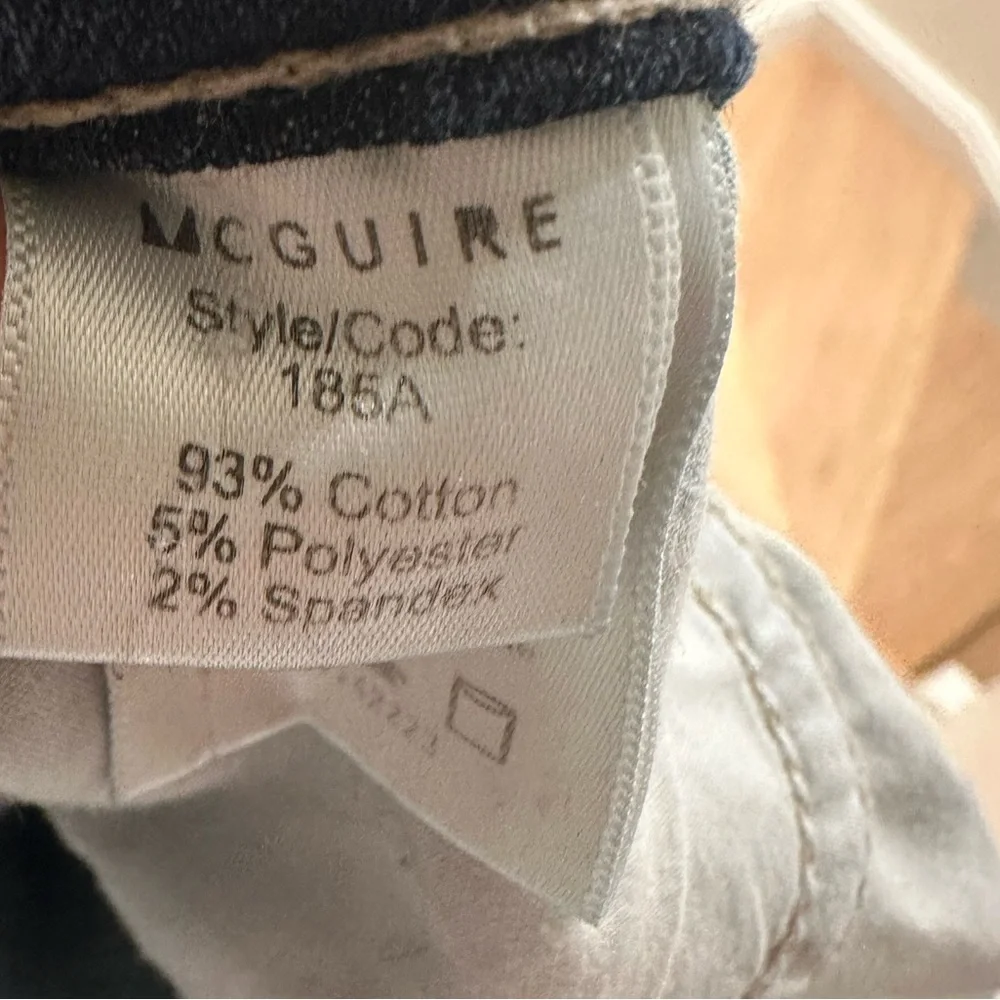 MCGUIRE
Style/Code:
185A
93% Cotton
5% Polyester
2% Spandex